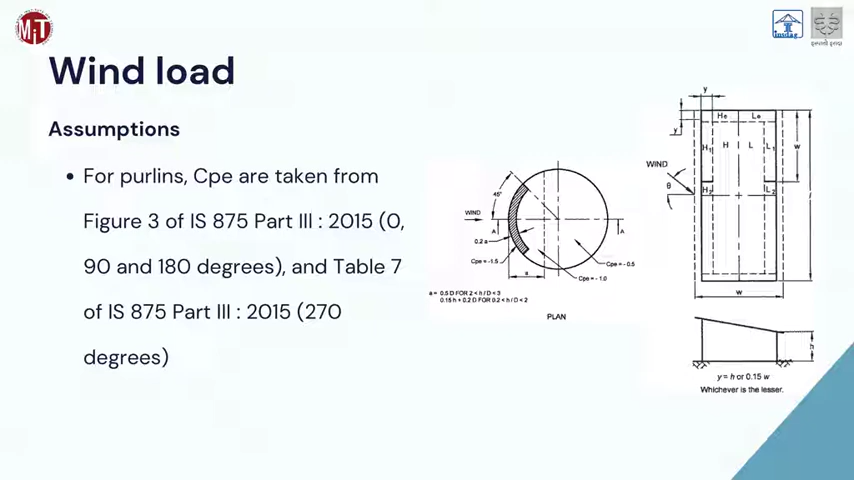 MiT
Insdag
Wind load
Assumptions
• For purlins, Cpe are taken from
Figure 3 of IS 875 Part III : 2015 (0,
90 and 180 degrees), and Table 7
of IS 875 Part III : 2015 (270
degrees)
WIND
45°
A
A
0.2 a
Cpe = -1.5
a
Cpe = - 0.5
Cpe = - 1.0
a = 0.5 D FOR 2 < h / D < 3
0.15 h + 0.2 D FOR 0.2 < h / D < 2
PLAN
y
y
He
Le
H1
H
L
L1
w
WIND
θ
H2
L2
w
h
y = h or 0.15 w
Whichever is the lesser.